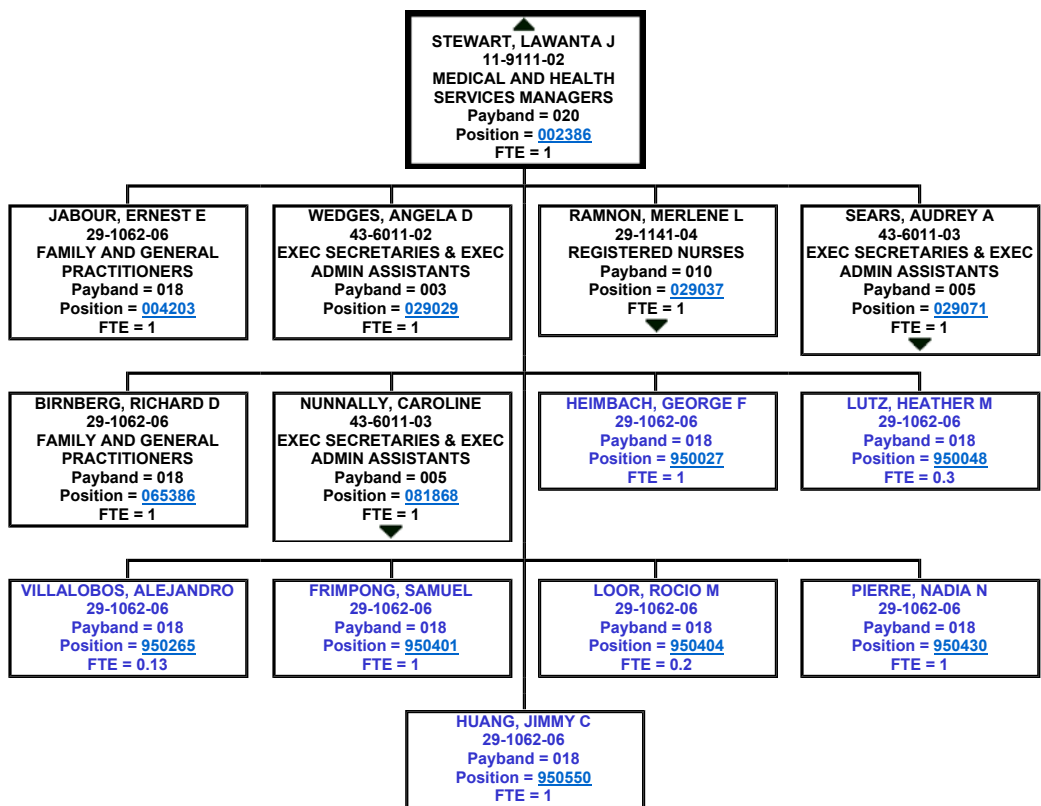 STEWART, LAWANTA J
11-9111-02
MEDICAL AND HEALTH
SERVICES MANAGERS
Payband = 020
Position = 002386
FTE = 1
JABOUR, ERNEST E
29-1062-06
FAMILY AND GENERAL
PRACTITIONERS
Payband = 018
Position = 004203
FTE = 1
WEDGES, ANGELA D
43-6011-02
EXEC SECRETARIES & EXEC
ADMIN ASSISTANTS
Payband = 003
Position = 029029
FTE = 1
RAMNON, MERLENE L
29-1141-04
REGISTERED NURSES
Payband = 010
Position = 029037
FTE = 1
SEARS, AUDREY A
43-6011-03
EXEC SECRETARIES & EXEC
ADMIN ASSISTANTS
Payband = 005
Position = 029071
FTE = 1
BIRNBERG, RICHARD D
29-1062-06
FAMILY AND GENERAL
PRACTITIONERS
Payband = 018
Position = 065386
FTE = 1
NUNNALLY, CAROLINE
43-6011-03
EXEC SECRETARIES & EXEC
ADMIN ASSISTANTS
Payband = 005
Position = 081868
FTE = 1
HEIMBACH, GEORGE F
29-1062-06
Payband = 018
Position = 950027
FTE = 1
LUTZ, HEATHER M
29-1062-06
Payband = 018
Position = 950048
FTE = 0.3
VILLALOBOS, ALEJANDRO
29-1062-06
Payband = 018
Position = 950265
FTE = 0.13
FRIMPONG, SAMUEL
29-1062-06
Payband = 018
Position = 950401
FTE = 1
LOOR, ROCIO M
29-1062-06
Payband = 018
Position = 950404
FTE = 0.2
PIERRE, NADIA N
29-1062-06
Payband = 018
Position = 950430
FTE = 1
HUANG, JIMMY C
29-1062-06
Payband = 018
Position = 950550
FTE = 1